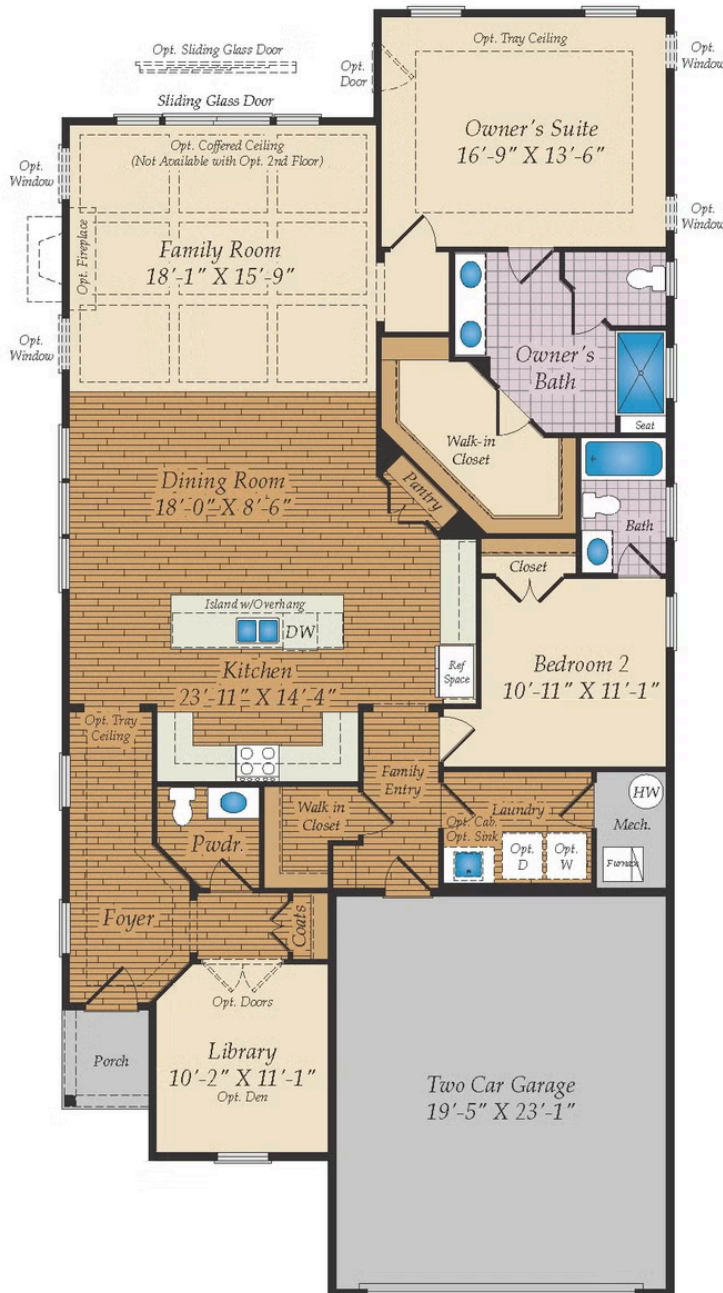 Opt. Sliding Glass Door
Opt.
Door
Opt. Tray Ceiling
Opt.
Window
Sliding Glass Door
Owner's Suite
16'-9" X 13'-6"
Opt. Coffered Ceiling
(Not Available with Opt. 2nd Floor)
Opt.
Window
Opt.
Window
Opt. Fireplace
Family Room
18'-1" X 15'-9"
Opt.
Window
Owner's
Bath
Seat
Walk-in
Closet
Dining Room
18'-0" X 8'-6"
Pantry
Bath
Closet
Island w/Overhang
DW
Kitchen
23'-11" X 14'-4"
Ref
Space
Bedroom 2
10'-11" X 11'-1"
Opt. Tray
Ceiling
Family
Entry
Walk in
Closet
Laundry
Opt. Cab.
Opt. Sink
Opt.
D
Opt.
W
HW
Mech.
Furnace
Pwdr.
Foyer
Coats
Opt. Doors
Porch
Library
10'-2" X 11'-1"
Opt. Den
Two Car Garage
19'-5" X 23'-1"